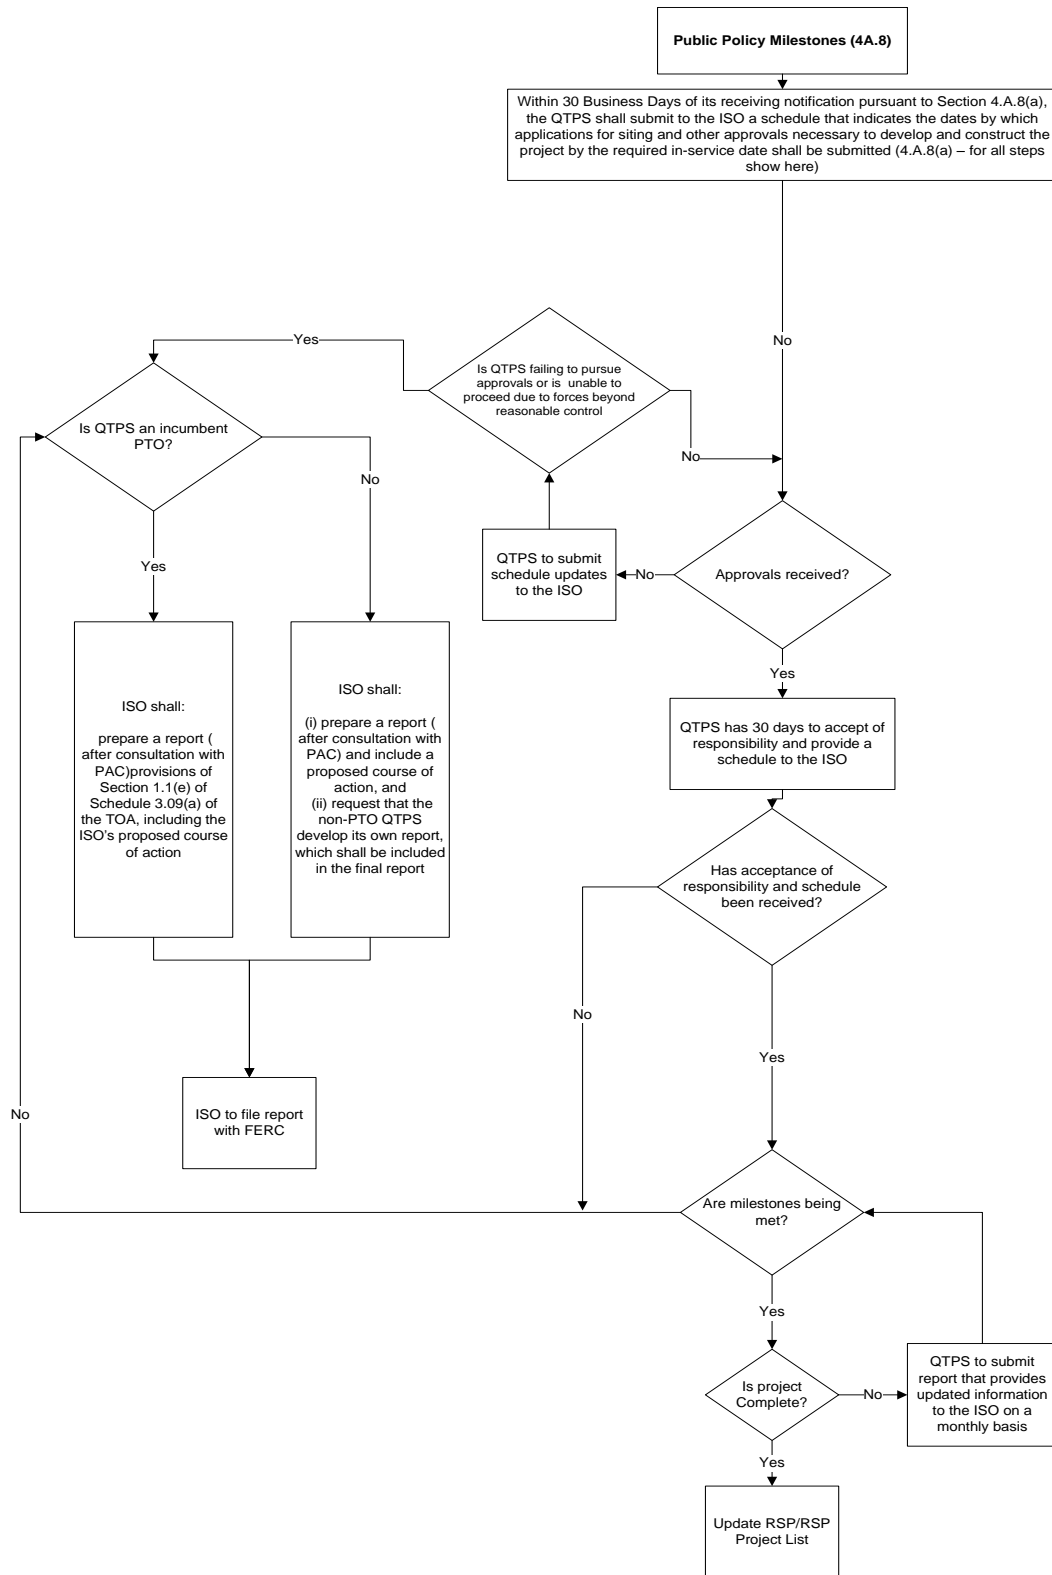 Public Policy Milestones (4A.8)
Within 30 Business Days of its receiving notification pursuant to Section 4.A.8(a),
the QTPS shall submit to the ISO a schedule that indicates the dates by which
applications for siting and other approvals necessary to develop and construct the
project by the required in-service date shall be submitted (4.A.8(a) – for all steps
show here)
No
Yes
Is QTPS failing to pursue
approvals or is unable to
proceed due to forces beyond
reasonable control
No
Is QTPS an incumbent
PTO?
No
Yes
QTPS to submit
schedule updates
to the ISO
No
Approvals received?
Yes
ISO shall:
prepare a report (
after consultation with
PAC)provisions of
Section 1.1(e) of
Schedule 3.09(a) of
the TOA, including the
ISO's proposed course
of action
ISO shall:
(i) prepare a report (
after consultation with
PAC) and include a
proposed course of
action, and
(ii) request that the
non-PTO QTPS
develop its own report,
which shall be included
in the final report
QTPS has 30 days to accept of
responsibility and provide a
schedule to the ISO
Has acceptance of
responsibility and schedule
been received?
No
Yes
ISO to file report
with FERC
No
Are milestones being
met?
Yes
Is project
Complete?
No
QTPS to submit
report that provides
updated information
to the ISO on a
monthly basis
Yes
Update RSP/RSP
Project List